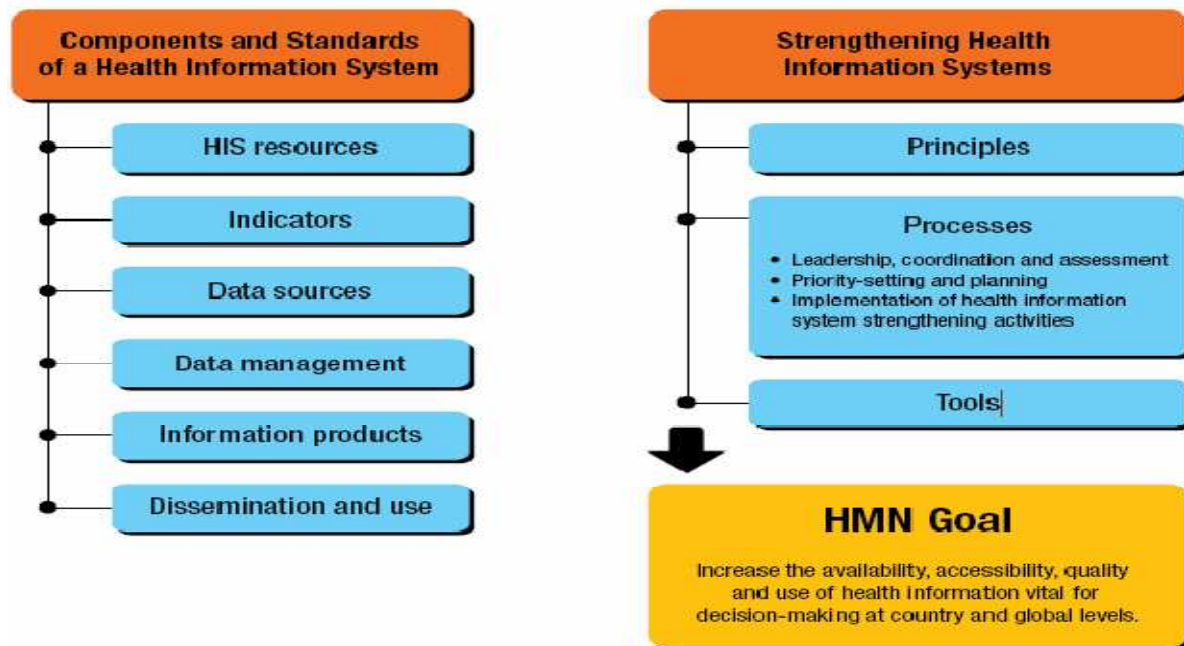 Components and Standards
of a Health Information System
HIS resources
Indicators
Data sources
Data management
Information products
Dissemination and use
Strengthening Health
Information Systems
Principles
Processes
• Leadership, coordination and assessment
• Priority-setting and planning
• Implementation of health information
system strengthening activities
Tools
HMN Goal
Increase the availability, accessibility, quality
and use of health information vital for
decision-making at country and global levels.